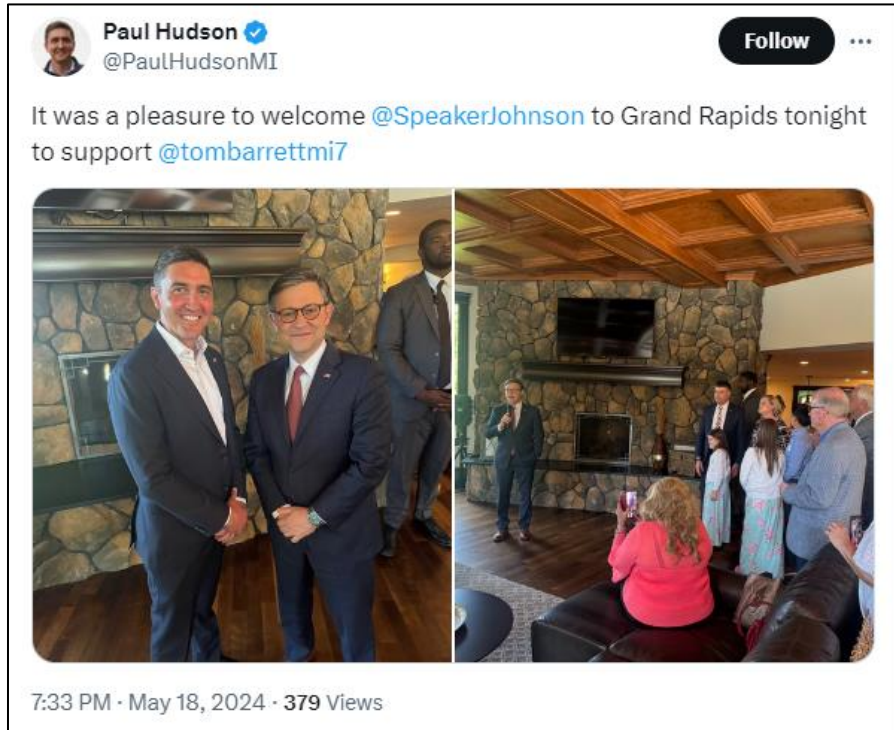 Paul Hudson
@PaulHudsonMI
Follow
It was a pleasure to welcome @SpeakerJohnson to Grand Rapids tonight
to support @tombarrettmi7
7:33 PM · May 18, 2024 · 379 Views